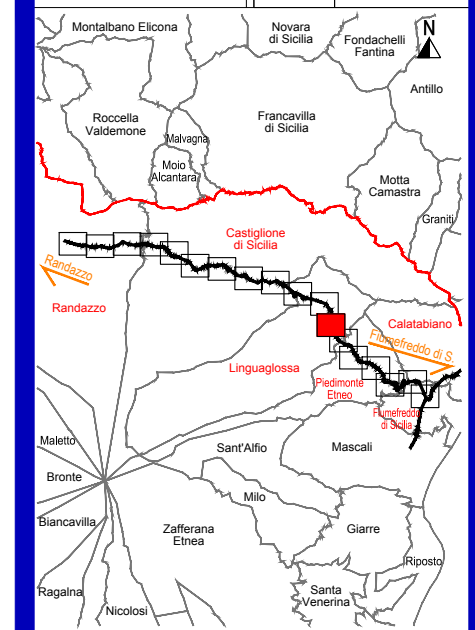 Montalbano Elicona
Novara
di Sicilia
Fondachelli
Fantina
N
Antillo
Roccella
Valdemone
Malvagna
Francavilla
di Sicilia
Moio
Alcantara
Motta
Camastra
Graniti
Castiglione
di Sicilia
Randazzo
Randazzo
Calatabiano
Fiumefreddo di S.
Linguaglossa
Piedimonte
Etneo
Fiumefreddo
di Sicilia
Maletto
Sant'Alfio
Mascali
Bronte
Milo
Biancavilla
Zafferana
Etnea
Giarre
Riposto
Ragalna
Santa
Venerina
Nicolosi